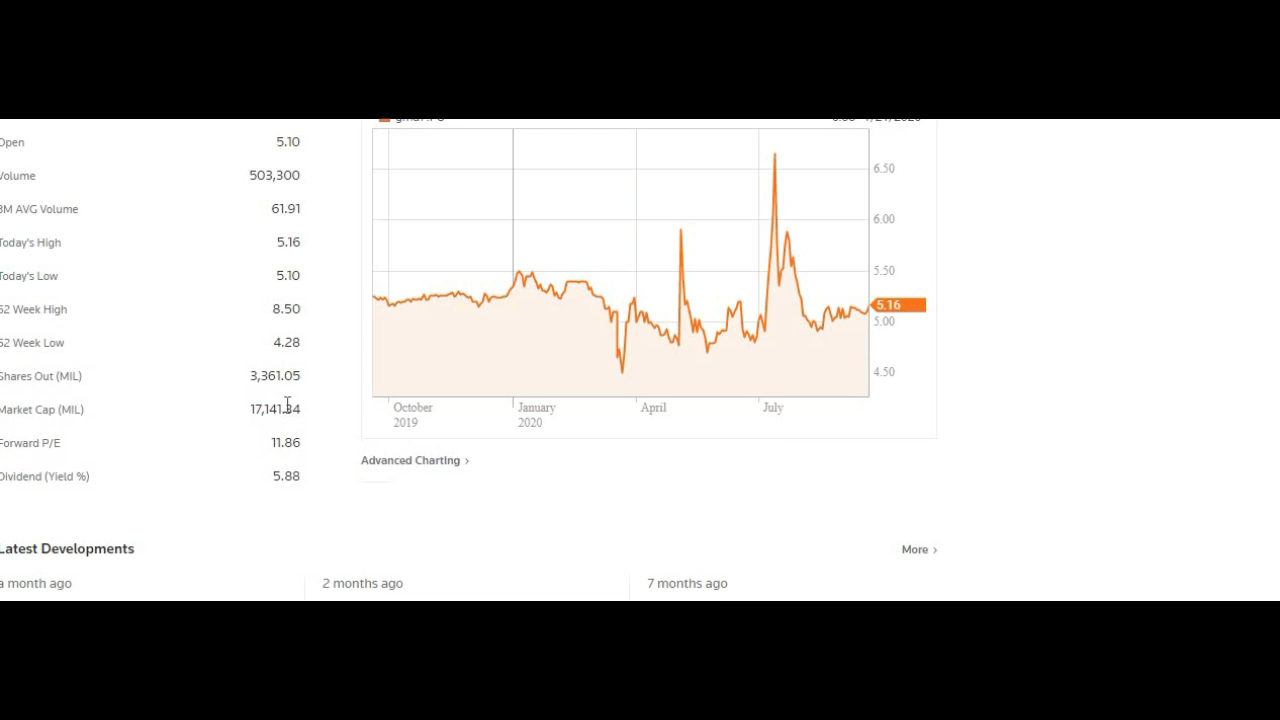 Open 5.10
Volume 503,300
3M AVG Volume 61.91
Today's High 5.16
Today's Low 5.10
52 Week High 8.50
52 Week Low 4.28
Shares Out (MIL) 3,361.05
Market Cap (MIL) 17,141.34
Forward P/E 11.86
Dividend (Yield %) 5.88
6.50
6.00
5.50
5.16
5.00
4.50
October January April July
2019 2020
Advanced Charting ›
Latest Developments More ›
a month ago 2 months ago 7 months ago